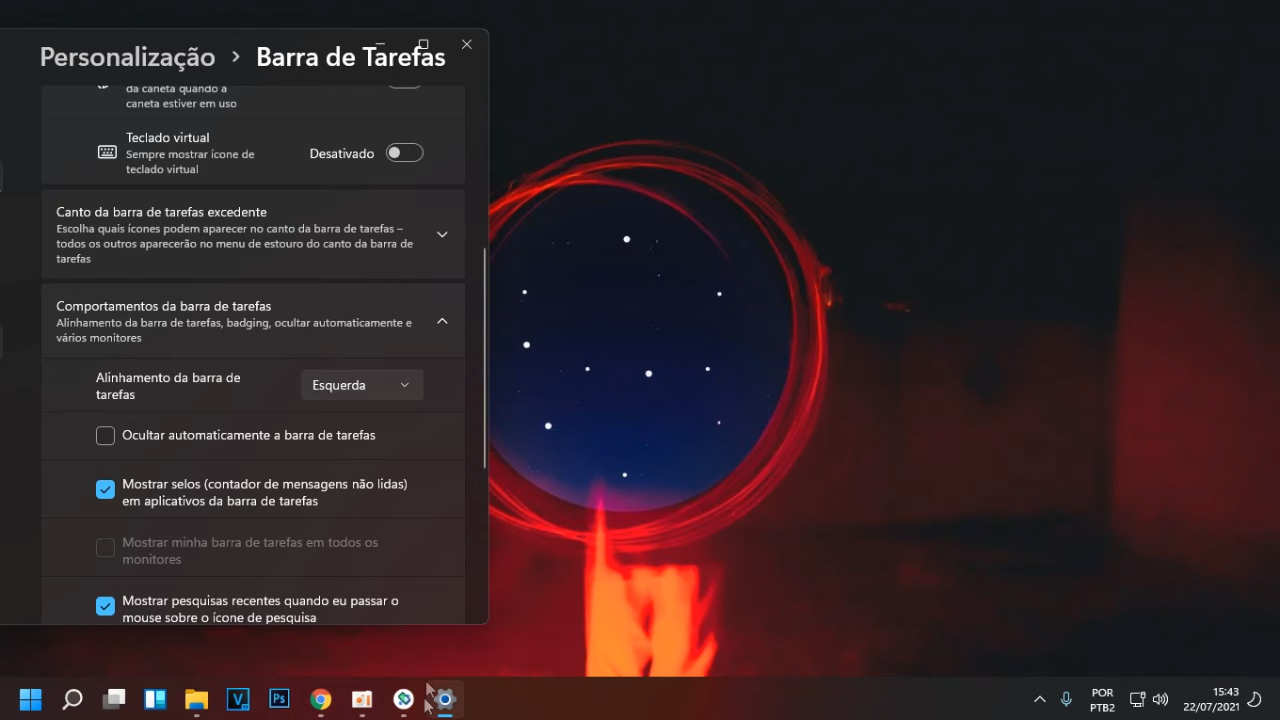 Personalização > Barra de Tarefas
da caneta quando a
caneta estiver em uso
Teclado virtual
Sempre mostrar ícone de
teclado virtual
Desativado
Canto da barra de tarefas excedente
Escolha quais ícones podem aparecer no canto da barra de tarefas –
todos os outros aparecerão no menu de estouro do canto da barra de
tarefas
Comportamentos da barra de tarefas
Alinhamento da barra de tarefas, badging, ocultar automaticamente e
vários monitores
Alinhamento da barra de
tarefas
Esquerda
Ocultar automaticamente a barra de tarefas
Mostrar selos (contador de mensagens não lidas)
em aplicativos da barra de tarefas
Mostrar minha barra de tarefas em todos os
monitores
Mostrar pesquisas recentes quando eu passar o
mouse sobre o ícone de pesquisa
V
Ps
POR
PTB2
15:43
22/07/2021